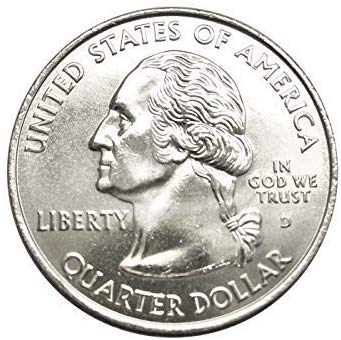 UNITED STATES OF AMERICA
LIBERTY
IN
GOD WE
TRUST
D
QUARTER DOLLAR